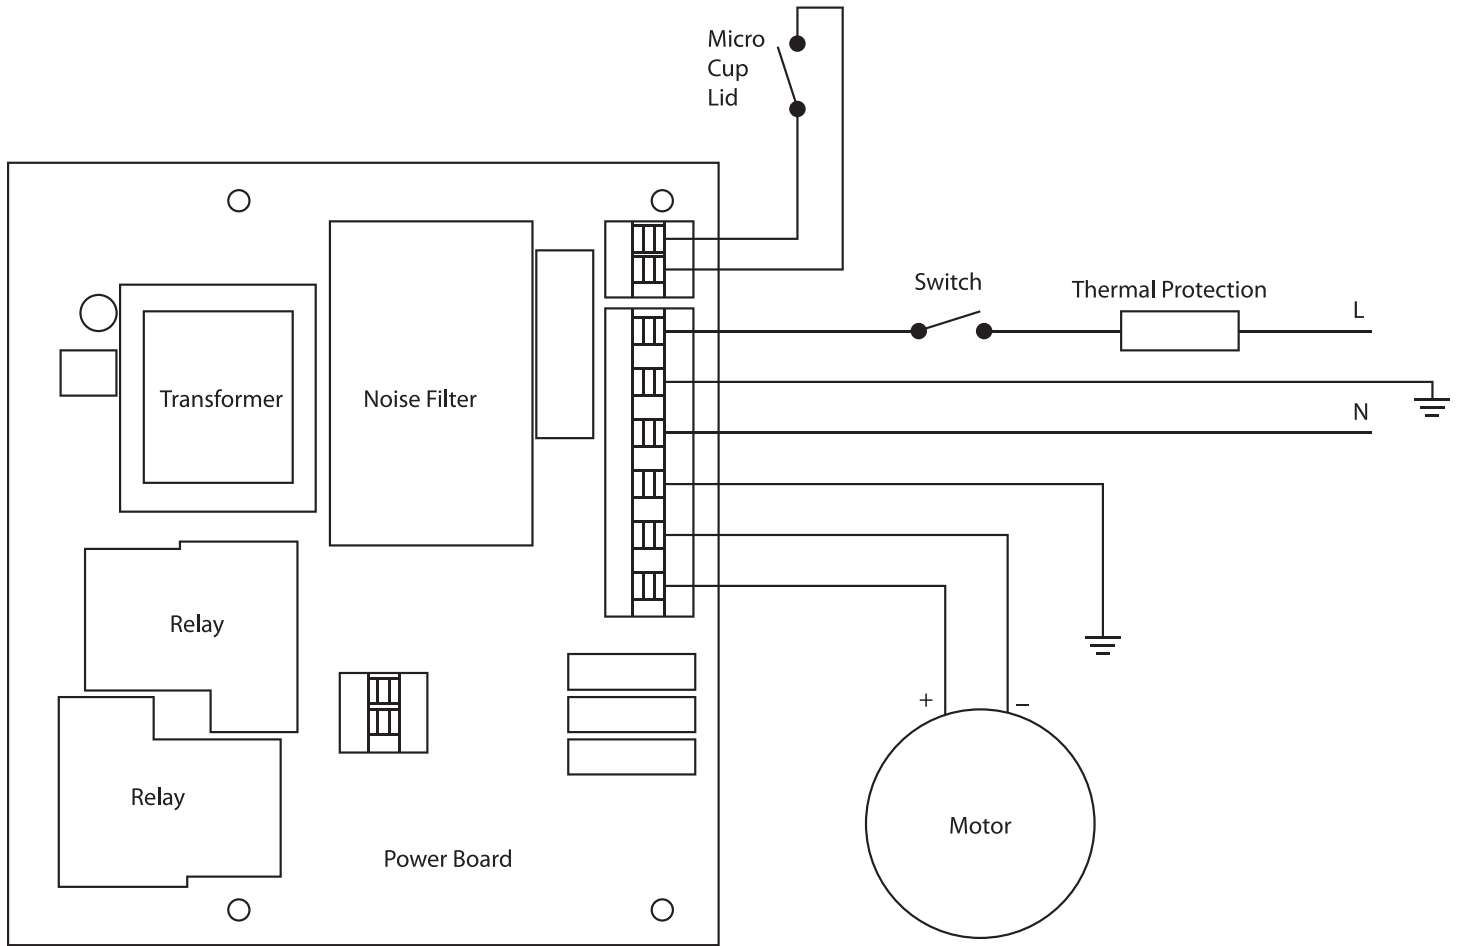 Micro
Cup
Lid
Switch
Thermal Protection
L
N
Transformer
Noise Filter
Relay
+
−
Relay
Motor
Power Board